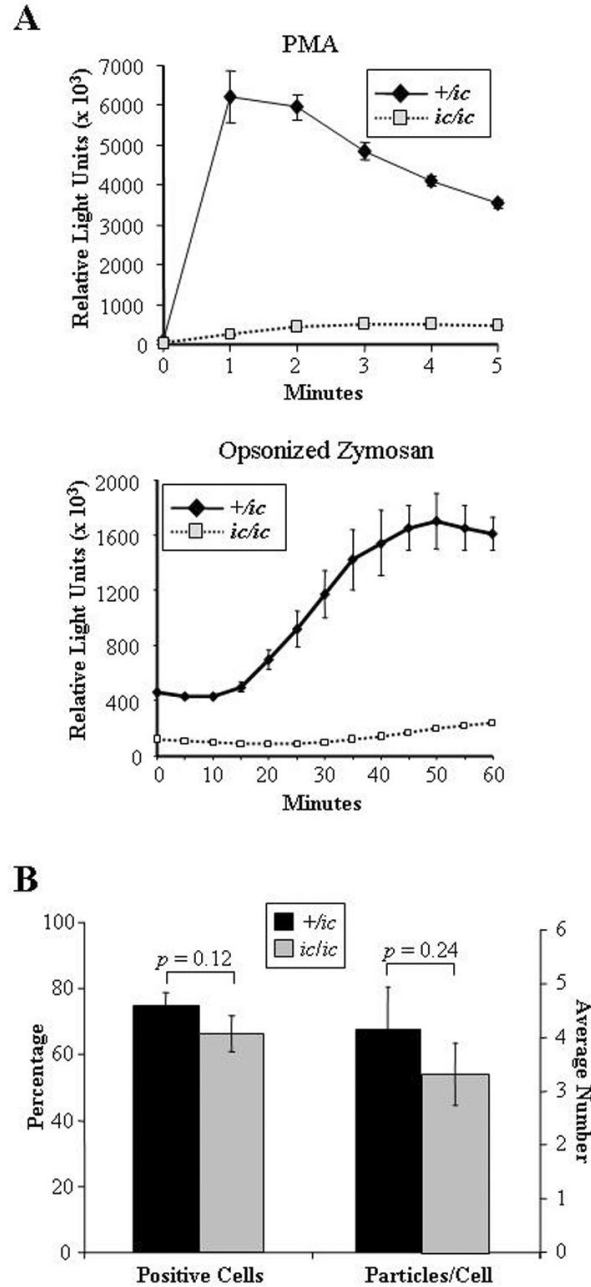 A
PMA
Relative Light Units (x 10³)
7000
6000
5000
4000
3000
2000
1000
0
+/ic
ic/ic
0 1 2 3 4 5
Minutes
Opsonized Zymosan
Relative Light Units (x 10³)
2000
1600
1200
800
400
0
+/ic
ic/ic
0 10 20 30 40 50 60
Minutes
B
+/ic
ic/ic
Percentage
100
80
60
40
20
0
p = 0.12
p = 0.24
6
5
4
3
2
1
0
Average Number
Positive Cells Particles/Cell